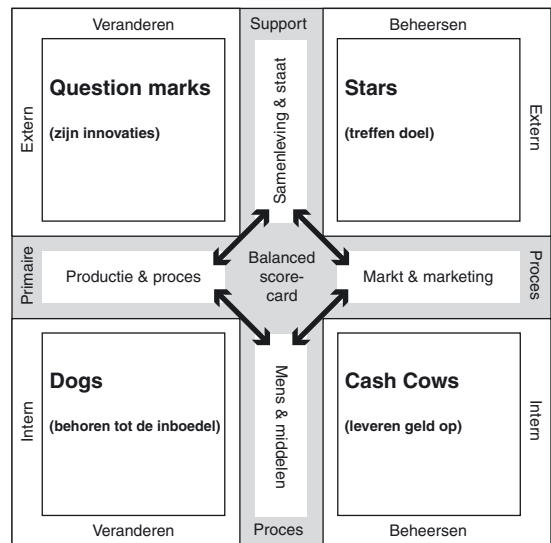 Veranderen
Support
Beheersen
Extern
Question marks
(zijn innovaties)
Samenleving & staat
Stars
(treffen doel)
Extern
Primaire
Productie & proces
Balanced
score-
card
Markt & marketing
Proces
Intern
Dogs
(behoren tot de inboedel)
Mens & middelen
Cash Cows
(leveren geld op)
Intern
Veranderen
Proces
Beheersen